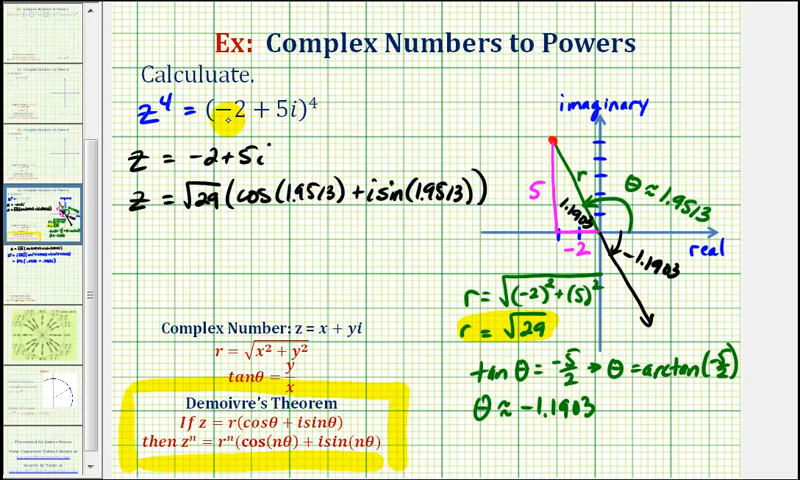 Ex: Complex Numbers to Powers
Calcuate.
z⁴ = (−2 + 5i)⁴
z = -2+5i
z = √29 (cos(1.9513) + i sin(1.9513))
imaginary
r
5
1.1903
θ ≈ 1.9513
-2
real
-1.1903
r = √(-2)² + (5)²
r = √29
tan θ = -5/2 → θ = arctan(-5/2)
θ ≈ -1.1903
Complex Number: z = x + yi
r = √x² + y²
tanθ = y/x
Demoivre's Theorem
If z = r(cosθ + isinθ)
then zⁿ = rⁿ(cos(nθ) + isin(nθ)